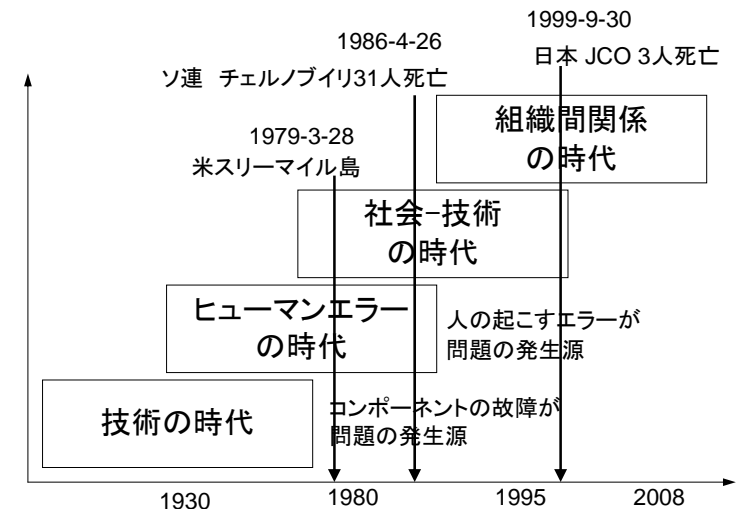 1999-9-30
日本 JCO 3人死亡
1986-4-26
ソ連　チェルノブイリ31人死亡
1979-3-28
米スリーマイル島
組織間関係
の時代
社会-技術
の時代
ヒューマンエラー
の時代
人の起こすエラーが
問題の発生源
技術の時代
コンポーネントの故障が
問題の発生源
1930
1980
1995
2008